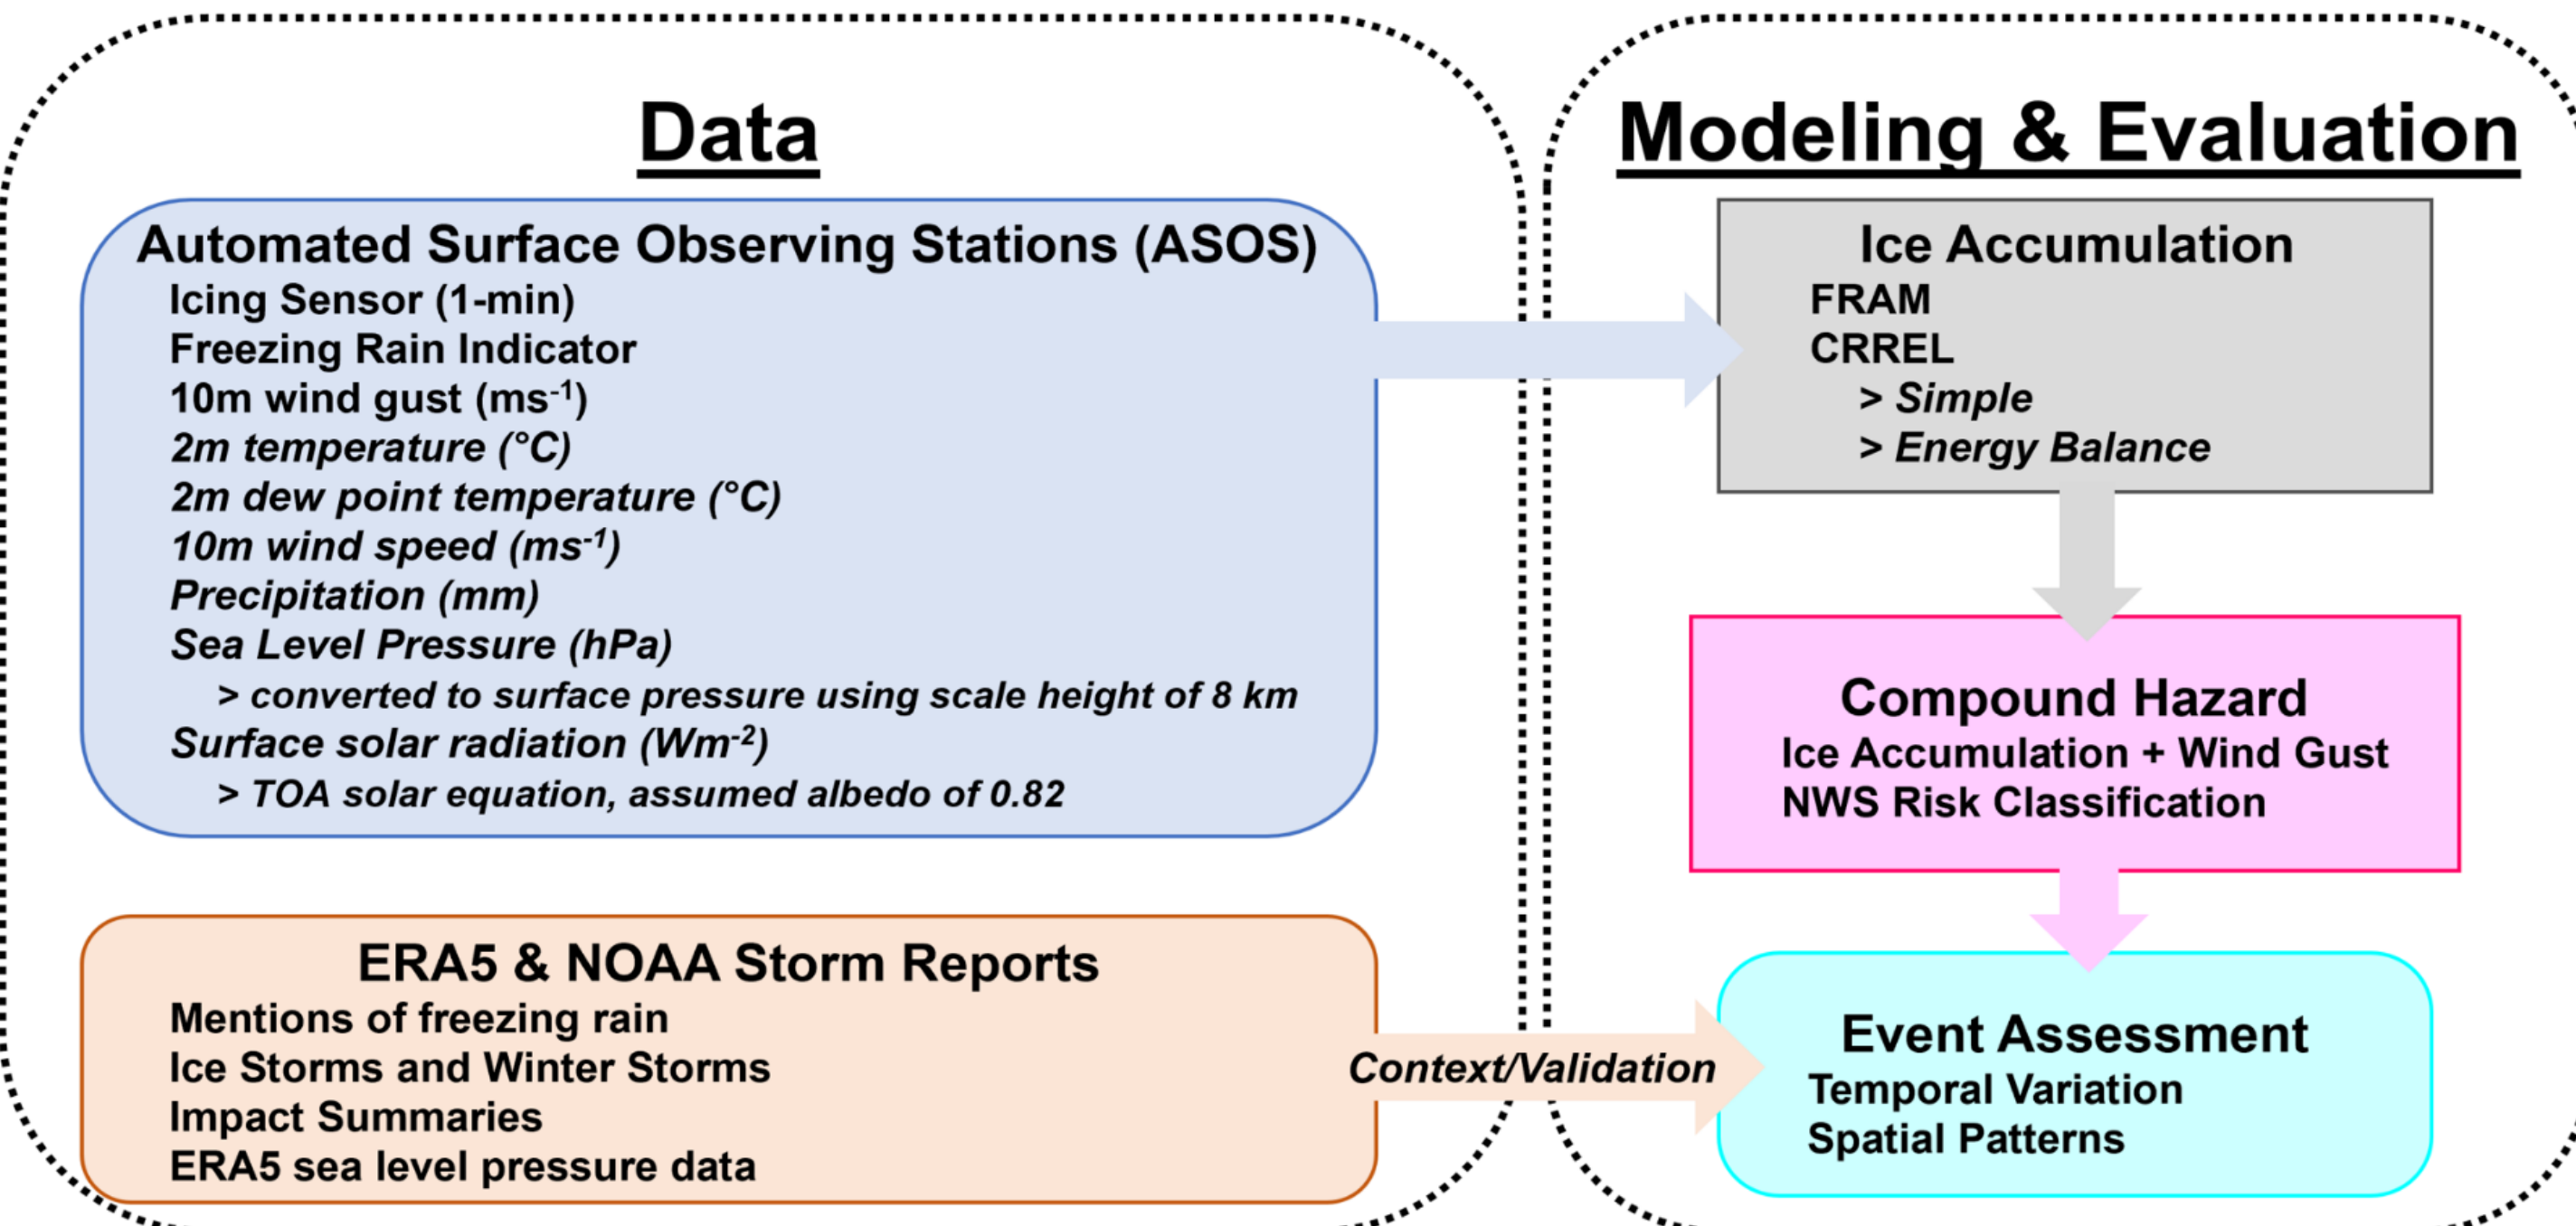 Data
Automated Surface Observing Stations (ASOS)
Icing Sensor (1-min)
Freezing Rain Indicator
10m wind gust (ms⁻¹)
2m temperature (°C)
2m dew point temperature (°C)
10m wind speed (ms⁻¹)
Precipitation (mm)
Sea Level Pressure (hPa)
> converted to surface pressure using scale height of 8 km
Surface solar radiation (Wm⁻²)
> TOA solar equation, assumed albedo of 0.82
ERA5 & NOAA Storm Reports
Mentions of freezing rain
Ice Storms and Winter Storms
Impact Summaries
ERA5 sea level pressure data
Context/Validation
Modeling & Evaluation
Ice Accumulation
FRAM
CRREL
> Simple
> Energy Balance
Compound Hazard
Ice Accumulation + Wind Gust
NWS Risk Classification
Event Assessment
Temporal Variation
Spatial Patterns